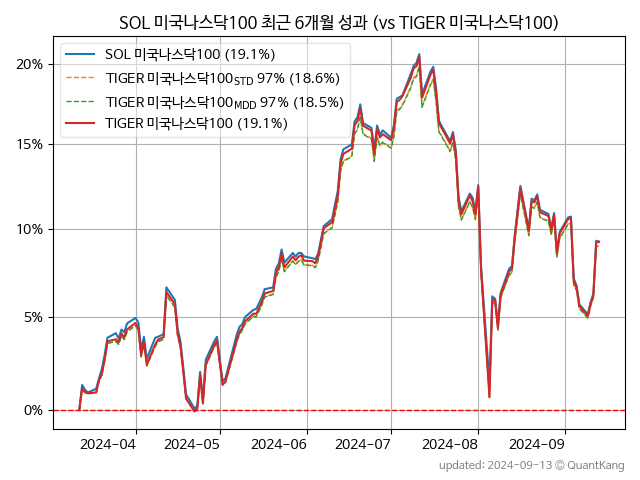 SOL 미국나스닥100 최근 6개월 성과 (vs TIGER 미국나스닥100)
SOL 미국나스닥100 (19.1%)
TIGER 미국나스닥100STD 97% (18.6%)
TIGER 미국나스닥100MDD 97% (18.5%)
TIGER 미국나스닥100 (19.1%)
20%
15%
10%
5%
0%
2024-04 2024-05 2024-06 2024-07 2024-08 2024-09
updated: 2024-09-13 © QuantKang